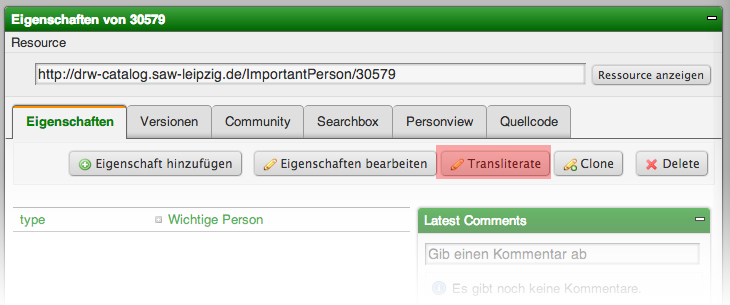 Eigenschaften von 30579
Resource
http://drw-catalog.saw-leipzig.de/ImportantPerson/30579 Ressource anzeigen
Eigenschaften Versionen Community Searchbox Personview Quellcode
Eigenschaft hinzufügen Eigenschaften bearbeiten Transliterate Clone Delete
type Wichtige Person
Latest Comments
Gib einen Kommentar ab
Es gibt noch keine Kommentare.